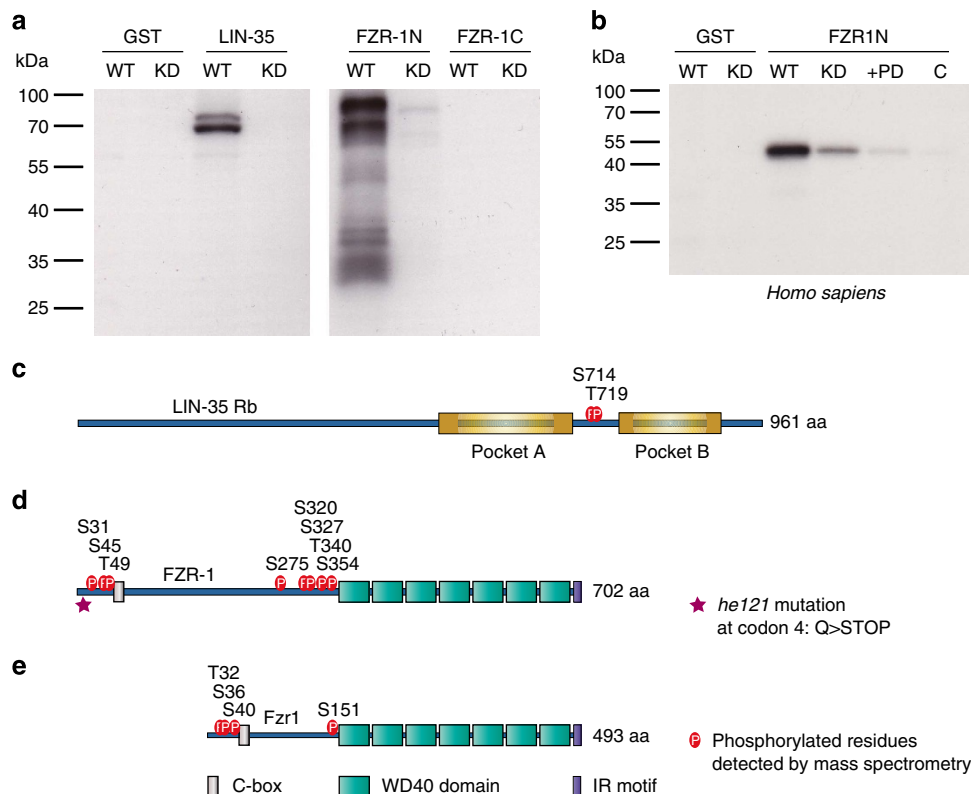 a
GST LIN-35 FZR-1N FZR-1C
kDa WT KD WT KD WT KD WT KD
100
70
55
40
35
25
b
GST FZR1N
kDa WT KD WT KD +PD C
100
70
55
40
35
25
Homo sapiens
c
S714
T719
LIN-35 Rb
P
961 aa
Pocket A Pocket B
d
S320
S31 S327
S45 T340
T49 FZR-1 S275 S354
P P P P P P
702 aa
he121 mutation
at codon 4: Q>STOP
e
T32
S36
S40 Fzr1 S151
P P P
493 aa
P Phosphorylated residues
detected by mass spectrometry
C-box WD40 domain IR motif